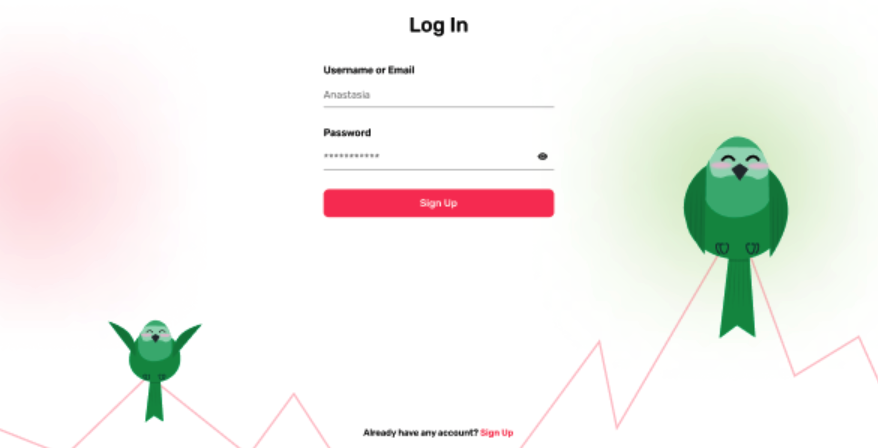 Log In
Username or Email
Anastasia
Password
***********
Sign Up
Already have any account? Sign Up